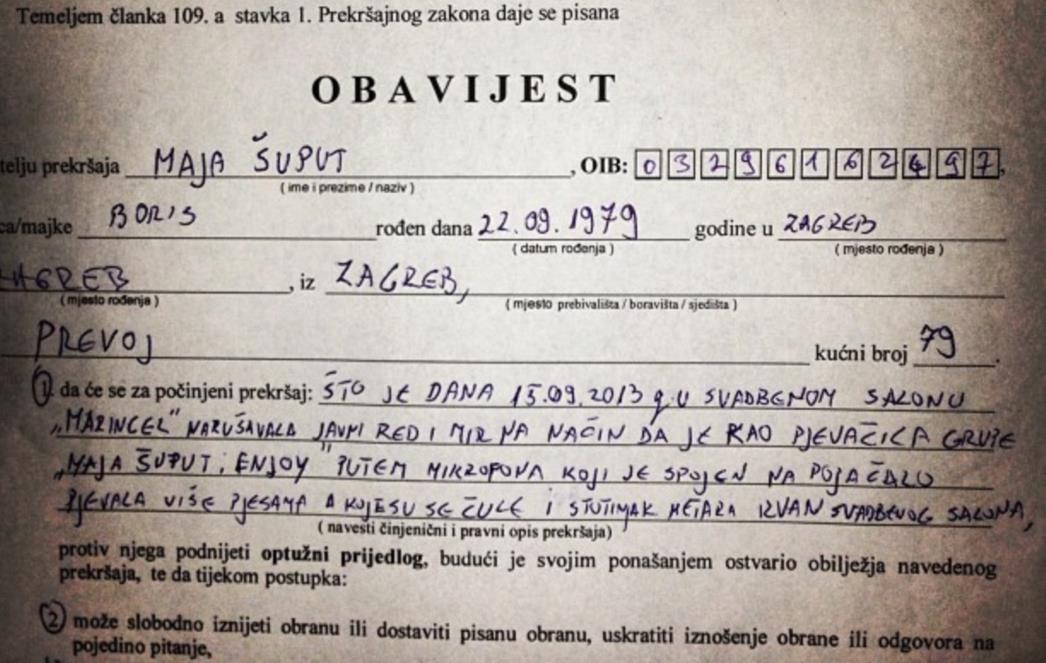 Temeljem članka 109. a stavka 1. Prekršajnog zakona daje se pisana
OBAVIJEST
telju prekršaja MAJA ŠUPUT, OIB: 03296162497,
(ime i prezime / naziv)
ca/majke BORIS rođen dana 22.09.1979 godine u ZAGREB
(datum rođenja) (mjesto rođenja)
ZAGREB, iz ZAGREB,
(mjesto rođenja) (mjesto prebivališta / boravišta / sjedišta)
PREVOJ kućni broj 79.
1. da će se za počinjeni prekršaj: ŠTO JE DANA 15.09.2013 g. U SVADBENOM SALONU
„MARINCEL" NARUŠAVALA JAVNI RED I MIR NA NAČIN DA JE KAO PJEVAČICA GRUPE
„MAJA ŠUPUT i ENJOY" PUTEM MIKROFONA KOJI JE SPOJEN NA POJAČALO
PJEVALA VIŠE PJESAMA A KOJE SU SE ČULE I STOTINJAK METARA IZVAN SVADBENOG SALONA,
(navesti činjenični i pravni opis prekršaja)
protiv njega podnijeti optužni prijedlog, budući je svojim ponašanjem ostvario obilježja navedenog
prekršaja, te da tijekom postupka:
2. može slobodno iznijeti obranu ili dostaviti pisanu obranu, uskratiti iznošenje obrane ili odgovora na
pojedino pitanje,